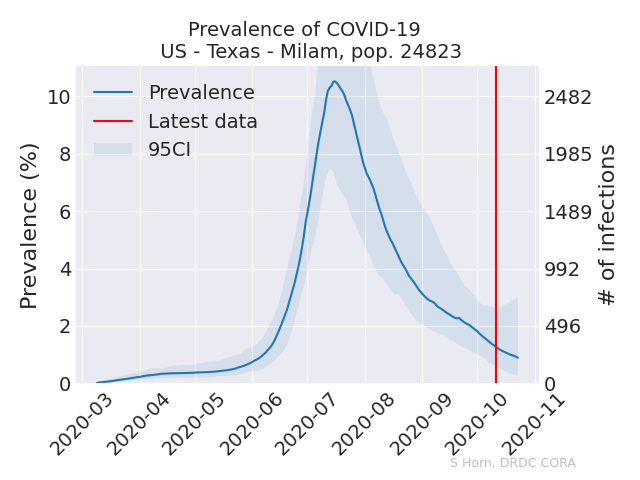 Prevalence of COVID-19
US - Texas - Milam, pop. 24823
Prevalence
Latest data
95CI
Prevalence (%)
10
8
6
4
2
0
# of infections
2482
1985
1489
992
496
0
2020-03
2020-04
2020-05
2020-06
2020-07
2020-08
2020-09
2020-10
2020-11
S Horn, DRDC CORA